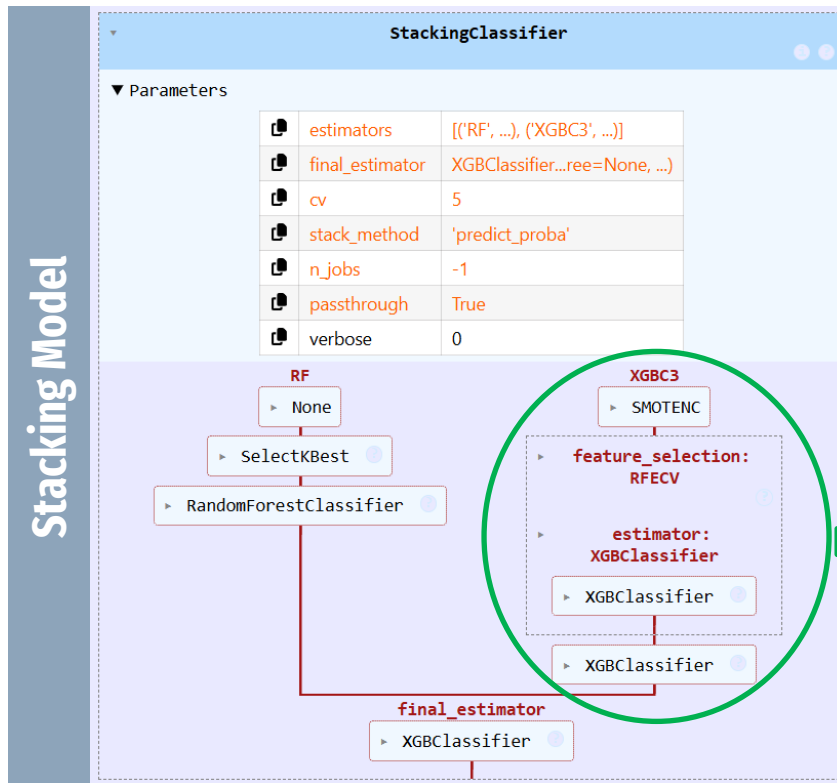 Stacking Model
StackingClassifier
Parameters
estimators [('RF', ...), ('XGBC3', ...)]
final_estimator XGBClassifier...ree=None, ...)
cv 5
stack_method 'predict_proba'
n_jobs -1
passthrough True
verbose 0
RF XGBC3
None SMOTENC
SelectKBest feature_selection:
RFECV
RandomForestClassifier
estimator:
XGBClassifier
XGBClassifier
XGBClassifier
final_estimator
XGBClassifier